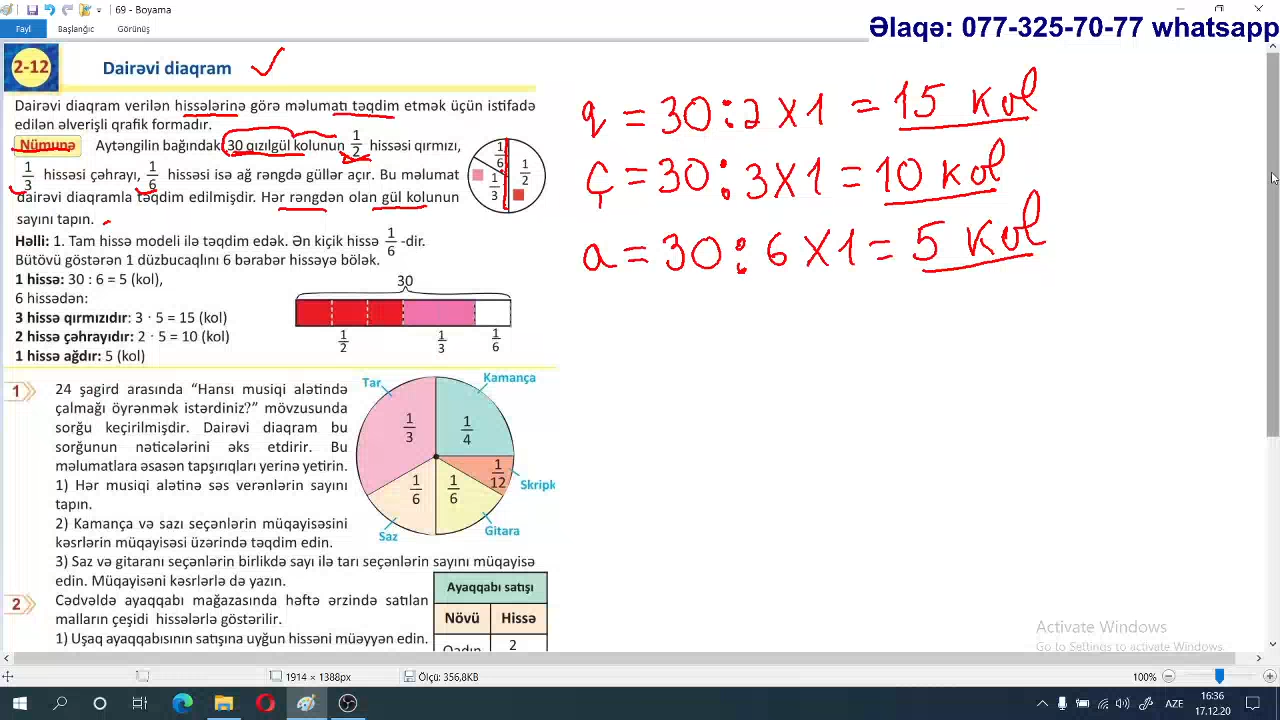 69 - Boyama
Fayl Başlanğıc Görünüş
Əlaqə: 077-325-70-77 whatsapp
2-12 Dairəvi diaqram
Dairəvi diaqram verilən hissələrinə görə məlumatı təqdim etmək üçün istifadə
edilən əlverişli qrafik formadır.
Nümunə Aytəngilin bağındakı 30 qızılgül kolunun 1/2 hissəsi qırmızı,
1/3 hissəsi çəhrayı, 1/6 hissəsi isə ağ rəngdə güllər açır. Bu məlumat
dairəvi diaqramla təqdim edilmişdir. Hər rəngdən olan gül kolunun
sayını tapın.
1/6
1/3
1/2
Həlli: 1. Tam hissə modeli ilə təqdim edək. Ən kiçik hissə 1/6 -dir.
Bütövü göstərən 1 düzbucaqlını 6 bərabər hissəyə bölək.
1 hissə: 30 : 6 = 5 (kol),
6 hissədən:
3 hissə qırmızıdır: 3 · 5 = 15 (kol)
2 hissə çəhrayıdır: 2 · 5 = 10 (kol)
1 hissə ağdır: 5 (kol)
30
1/2 1/3 1/6
q = 30 : 2 X 1 = 15 kol
ç = 30 : 3 X 1 = 10 kol
a = 30 : 6 X 1 = 5 kol
1
24 şagird arasında “Hansı musiqi alətində
çalmağı öyrənmək istərdiniz?” mövzusunda
sorğu keçirilmişdir. Dairəvi diaqram bu
sorğunun nəticələrini əks etdirir. Bu
məlumatlara əsasən tapşırıqları yerinə yetirin.
1) Hər musiqi alətinə səs verənlərin sayını
tapın.
2) Kamança və sazı seçənlərin müqayisəsini
kəsrlərin müqayisəsi üzərində təqdim edin.
3) Saz və gitaranı seçənlərin birlikdə sayı ilə tarı seçənlərin sayını müqayisə
edin. Müqayisəni kəsrlərlə də yazın.
Tar Kamança
1/3 1/4
1/6 1/6 1/12
Skripk
Saz Gitara
2
Cədvəldə ayaqqabı mağazasında həftə ərzində satılan
malların çeşidi hissələrlə göstərilir.
1) Uşaq ayaqqabısının satışına uyğun hissəni müəyyən edin.
Ayaqqabı satışı
Növü Hissə
Qadın 2
Activate Windows
Go to Settings to activate Windows.
1914 × 1388px Ölçü: 356,8KB 100%
AZE 16:36
17.12.20